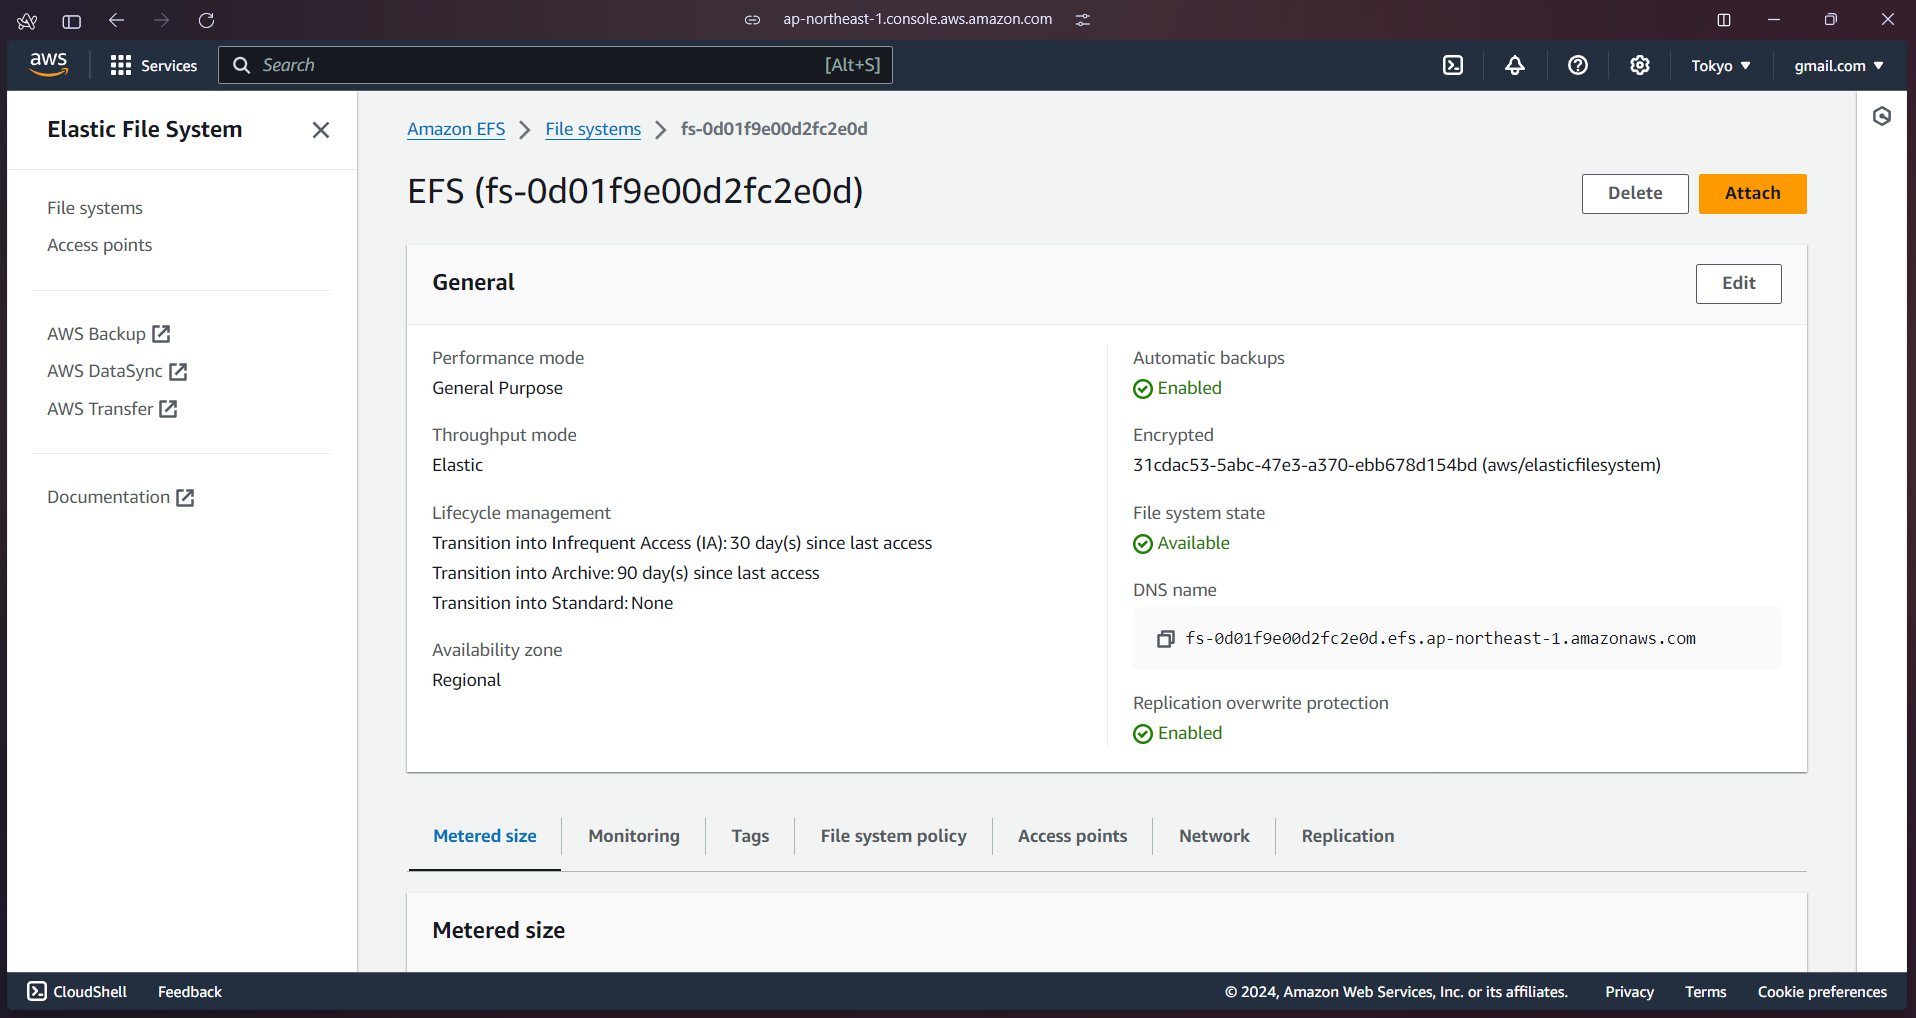 ap-northeast-1.console.aws.amazon.com
aws
Services
Search
[Alt+S]
Tokyo
gmail.com
Elastic File System
File systems
Access points
AWS Backup
AWS DataSync
AWS Transfer
Documentation
Amazon EFS
File systems
fs-0d01f9e00d2fc2e0d
EFS (fs-0d01f9e00d2fc2e0d)
Delete
Attach
General
Edit
Performance mode
General Purpose
Throughput mode
Elastic
Lifecycle management
Transition into Infrequent Access (IA): 30 day(s) since last access
Transition into Archive: 90 day(s) since last access
Transition into Standard: None
Availability zone
Regional
Automatic backups
Enabled
Encrypted
31cdac53-5abc-47e3-a370-ebb678d154bd (aws/elasticfilesystem)
File system state
Available
DNS name
fs-0d01f9e00d2fc2e0d.efs.ap-northeast-1.amazonaws.com
Replication overwrite protection
Enabled
Metered size
Monitoring
Tags
File system policy
Access points
Network
Replication
Metered size
CloudShell
Feedback
© 2024, Amazon Web Services, Inc. or its affiliates.
Privacy
Terms
Cookie preferences